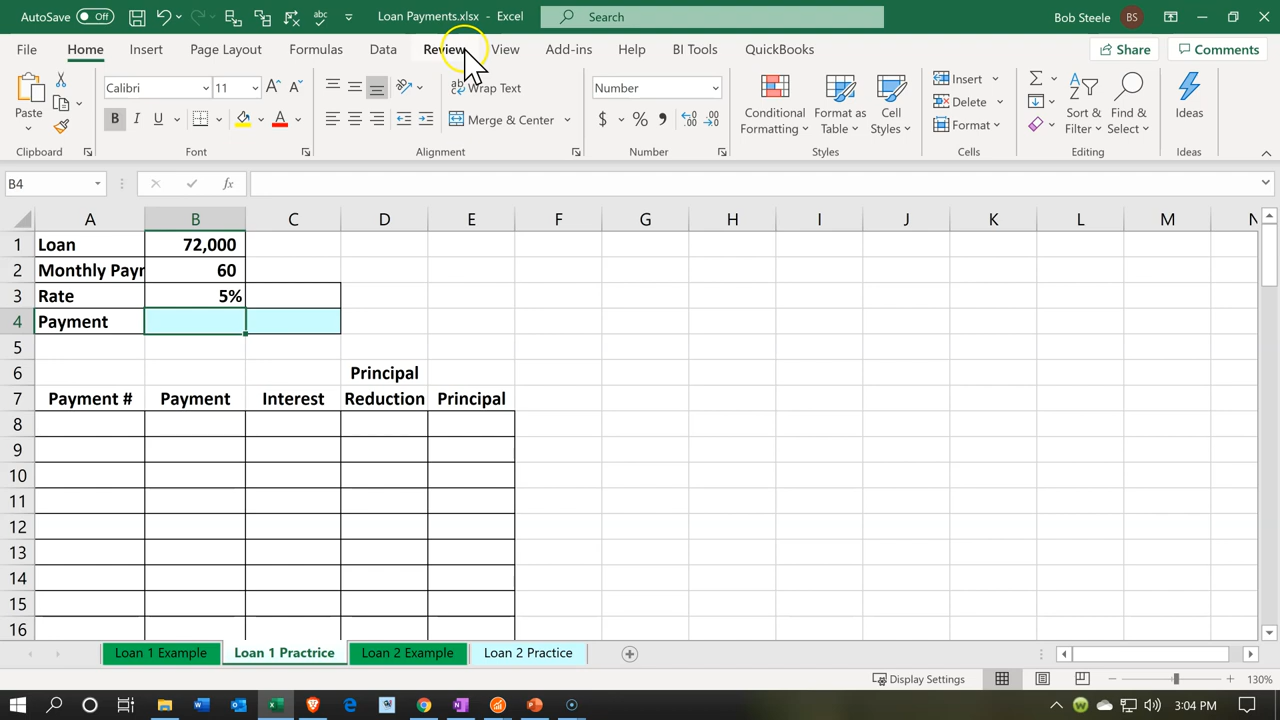 AutoSave Off Loan Payments.xlsx - Excel Search Bob Steele BS
File Home Insert Page Layout Formulas Data Review View Add-ins Help BI Tools QuickBooks Share Comments
Calibri 11 Wrap Text Number Insert
Paste Conditional Formatting Format as Table Cell Styles Delete Sort & Filter Find & Select Ideas
B I U Merge & Center $ % Format
Clipboard Font Alignment Number Styles Cells Editing Ideas
B4 fx
A B C D E F G H I J K L M N
1 Loan 72,000
2 Monthly Payr 60
3 Rate 5%
4 Payment
5
6 Principal
7 Payment # Payment Interest Reduction Principal
8
9
10
11
12
13
14
15
16
Loan 1 Example Loan 1 Practrice Loan 2 Example Loan 2 Practice
Display Settings 130%
3:04 PM